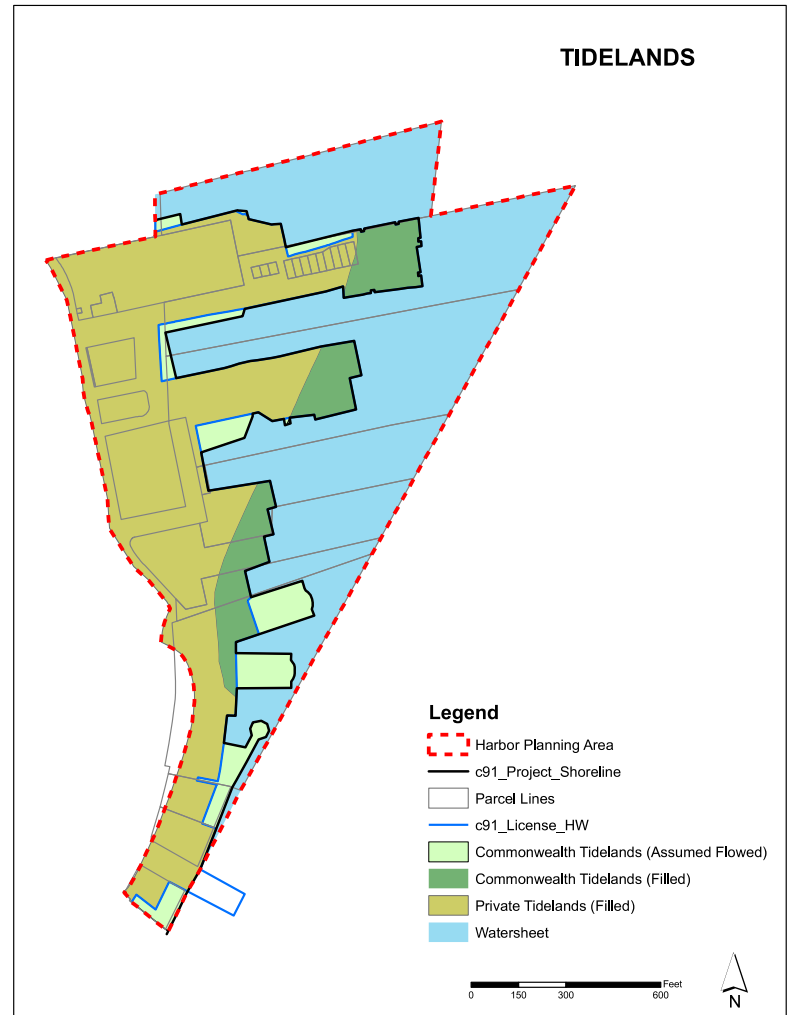 TIDELANDS
Legend
Harbor Planning Area
c91_Project_Shoreline
Parcel Lines
c91_License_HW
Commonwealth Tidelands (Assumed Flowed)
Commonwealth Tidelands (Filled)
Private Tidelands (Filled)
Watersheet
Feet
0 150 300 600
N